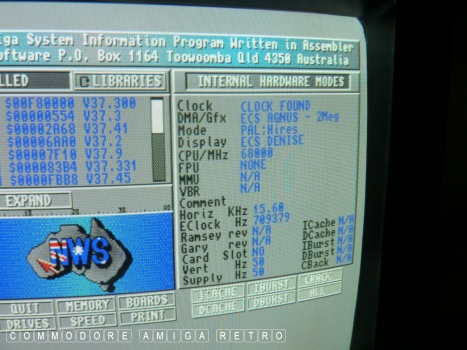 iga System Information Program Written in Assembler
oftware P.O. Box 1164 Toowoomba Qld 4350 Australia
LLED
LIBRARIES
INTERNAL HARDWARE MODES
$00F80000 V37.300
$00000554 V37.3
$00002A68 V37.41
$00006AA0 V37.2
$00007F10 V37.9
$000083B4 V37.331
$0000FBB8 V37.45
EXPAND
Clock CLOCK FOUND
DMA/Gfx ECS AGNUS - 2Meg
Mode PAL:Hires
Display ECS DENISE
CPU/MHz 68000
FPU NONE
MMU N/A
VBR N/A
Comment
Horiz KHz 15.60
EClock Hz 709379
Ramsey rev N/A
Gary rev N/A
Card Slot NO
Vert Hz 50
Supply Hz 50
ICache N/A
DCache N/A
IBurst N/A
DBurst N/A
CBack N/A
NWS
QUIT MEMORY BOARDS
DRIVES SPEED PRINT
ICACHE IBURST CBACK
DCACHE DBURST ALL
COMMODORE AMIGA RETRO